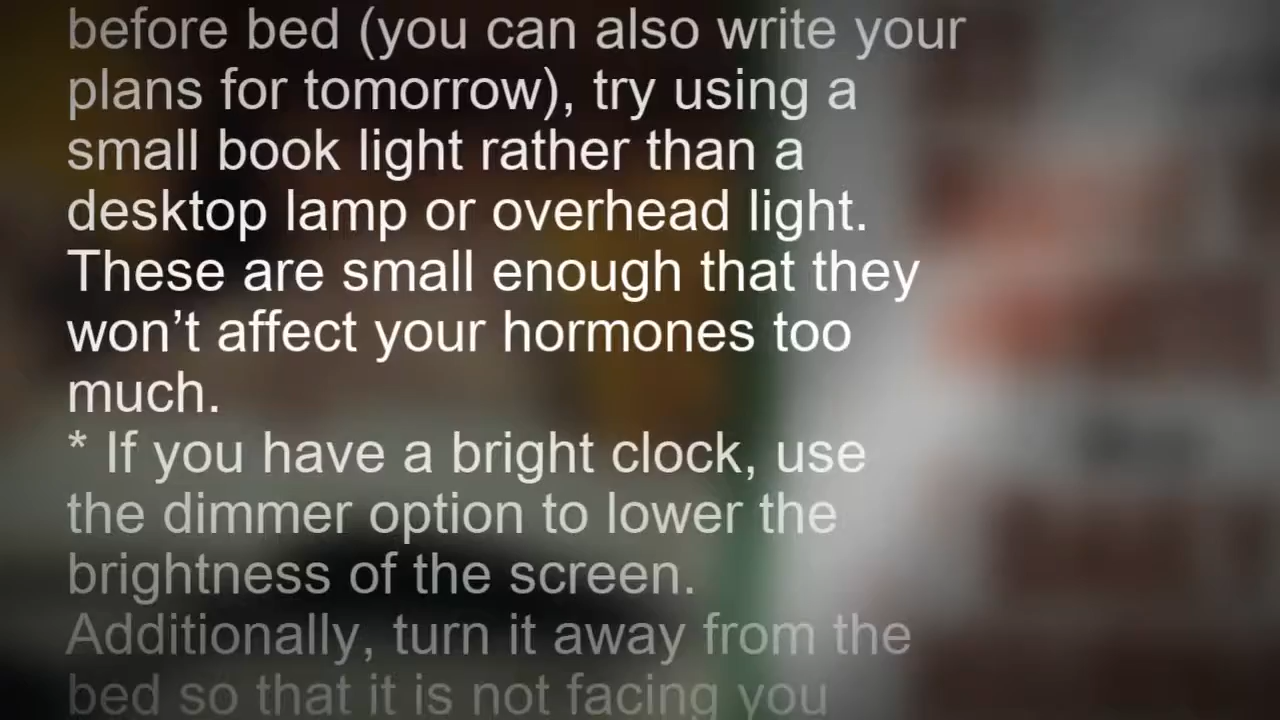 before bed (you can also write your
plans for tomorrow), try using a
small book light rather than a
desktop lamp or overhead light.
These are small enough that they
won’t affect your hormones too
much.
* If you have a bright clock, use
the dimmer option to lower the
brightness of the screen.
Additionally, turn it away from the
bed so that it is not facing you